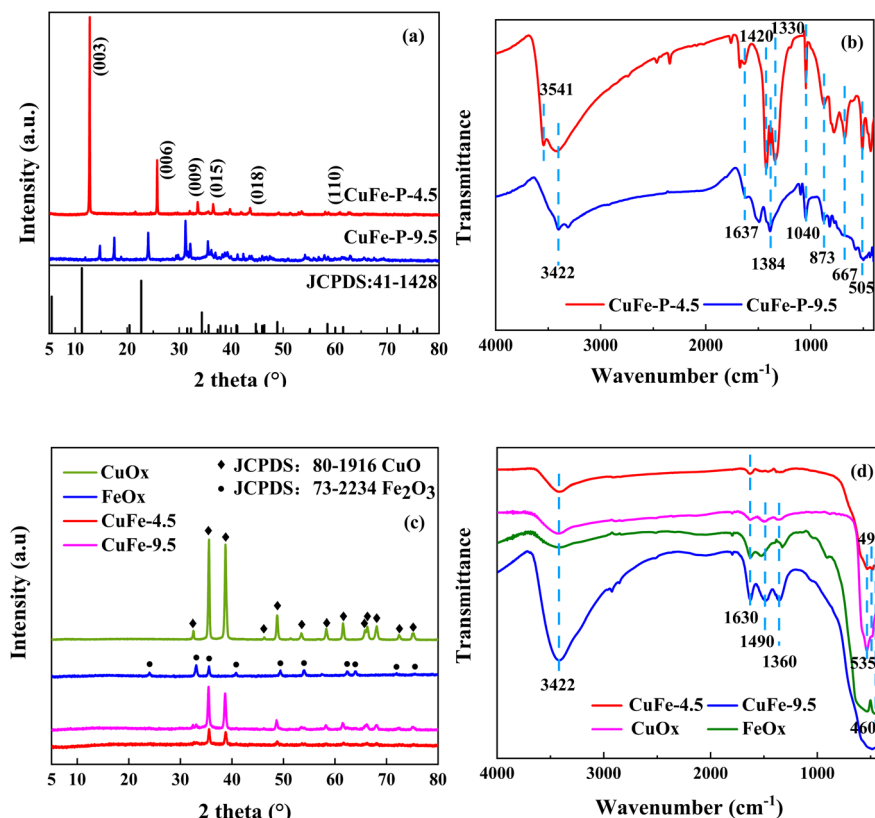 (a)
(003)
(006)
(009)
(015)
(018)
(110)
CuFe-P-4.5
CuFe-P-9.5
JCPDS:41-1428
Intensity (a.u.)
5 10 20 30 40 50 60 70 80
2 theta (°)
(b)
1420 1330
3541
3422
1637
1384
1040
873
667
505
CuFe-P-4.5 CuFe-P-9.5
Transmittance
4000 3000 2000 1000
Wavenumber (cm⁻¹)
(c)
CuOx
FeOx
CuFe-4.5
CuFe-9.5
♦ JCPDS：80-1916 CuO
• JCPDS：73-2234 Fe₂O₃
Intensity (a.u)
5 10 20 30 40 50 60 70 80
2 theta (°)
(d)
49
3422
1630
1490
1360
535
460
CuFe-4.5 CuFe-9.5
CuOx FeOx
Transmittance
4000 3000 2000 1000
Wavenumber (cm⁻¹)